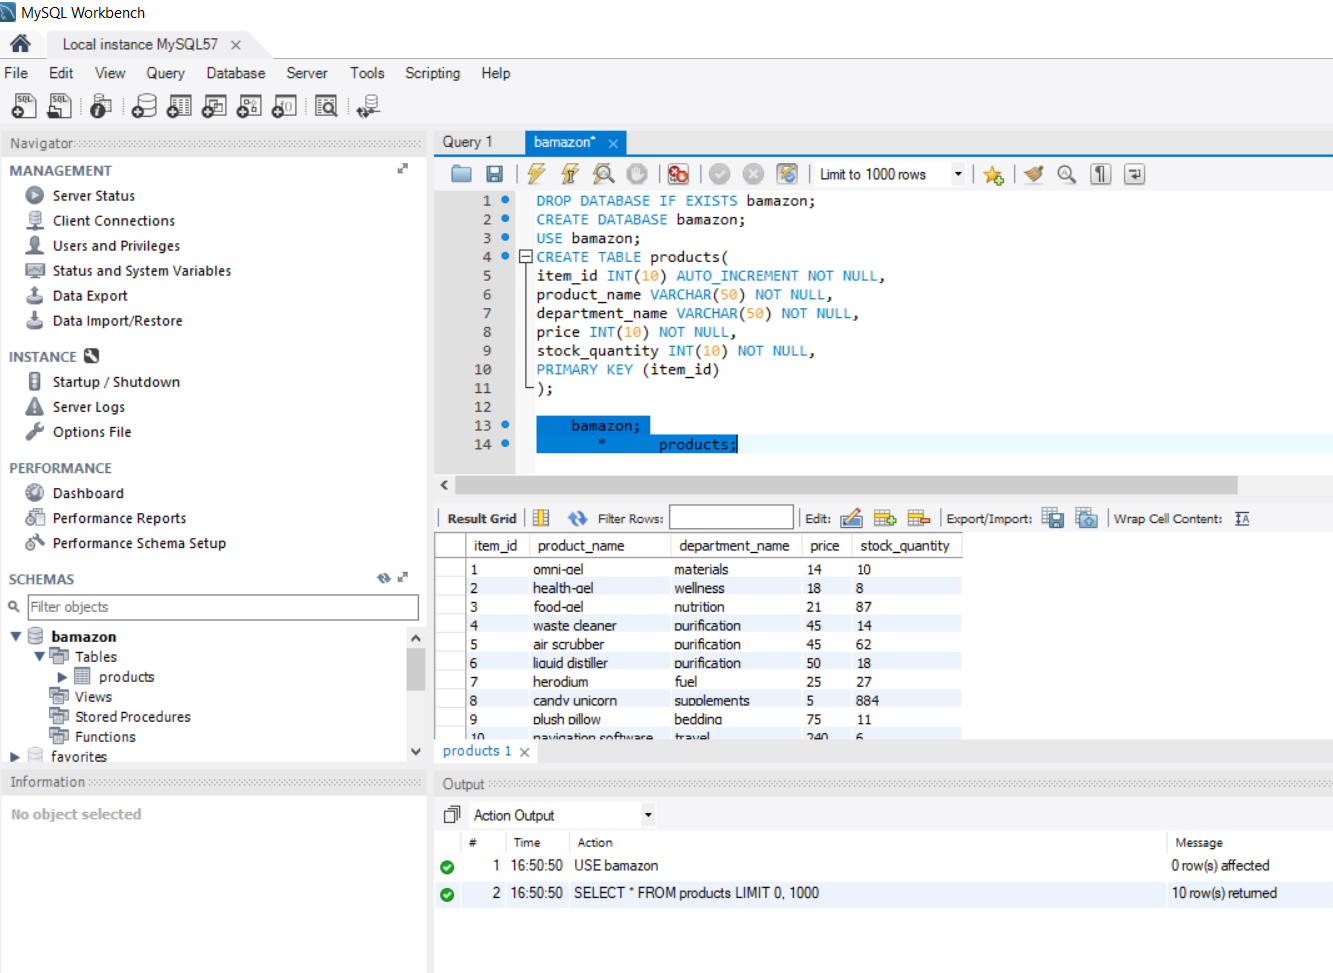 MySQL Workbench
Local instance MySQL57
File Edit View Query Database Server Tools Scripting Help
SQL SQL
Navigator
MANAGEMENT
Server Status
Client Connections
Users and Privileges
Status and System Variables
Data Export
Data Import/Restore
INSTANCE
Startup / Shutdown
Server Logs
Options File
PERFORMANCE
Dashboard
Performance Reports
Performance Schema Setup
SCHEMAS
Filter objects
bamazon
Tables
products
Views
Stored Procedures
Functions
favorites
Information
No object selected
Query 1 bamazon*
Limit to 1000 rows
1 DROP DATABASE IF EXISTS bamazon;
2 CREATE DATABASE bamazon;
3 USE bamazon;
4 CREATE TABLE products(
5 item_id INT(10) AUTO_INCREMENT NOT NULL,
6 product_name VARCHAR(50) NOT NULL,
7 department_name VARCHAR(50) NOT NULL,
8 price INT(10) NOT NULL,
9 stock_quantity INT(10) NOT NULL,
10 PRIMARY KEY (item_id)
11 );
12
13 bamazon;
14 * products;
Result Grid Filter Rows: Edit: Export/Import: Wrap Cell Content:
item_id product_name department_name price stock_quantity
1 omni-gel materials 14 10
2 health-gel wellness 18 8
3 food-gel nutrition 21 87
4 waste cleaner purification 45 14
5 air scrubber purification 45 62
6 liquid distiller purification 50 18
7 herodium fuel 25 27
8 candy unicorn supplements 5 884
9 plush pillow bedding 75 11
10 navigation software travel 240 6
products 1
Output
Action Output
# Time Action Message
1 16:50:50 USE bamazon 0 row(s) affected
2 16:50:50 SELECT * FROM products LIMIT 0, 1000 10 row(s) returned